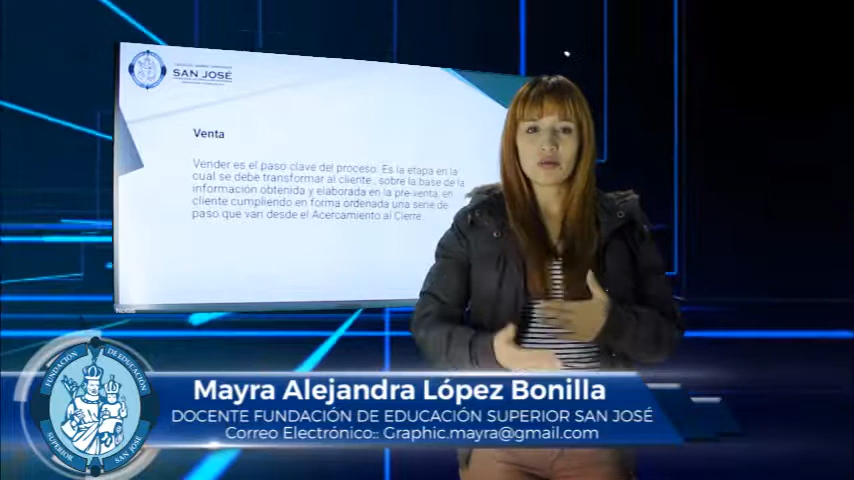 SAN JOSÉ
Venta
Vender es el paso clave del proceso. Es la etapa en la
cual se debe transformar al cliente , sobre la base de la
información obtenida y elaborada en la pre-venta, en
cliente cumpliendo en forma ordenada una serie de
paso que van desde el Acercamiento al Cierre.
Notas
Mayra Alejandra López Bonilla
DOCENTE FUNDACIÓN DE EDUCACIÓN SUPERIOR SAN JOSÉ
Correo Electrónico:: Graphic.mayra@gmail.com
FUNDACIÓN DE EDUCACIÓN
SUPERIOR SAN JOSÉ